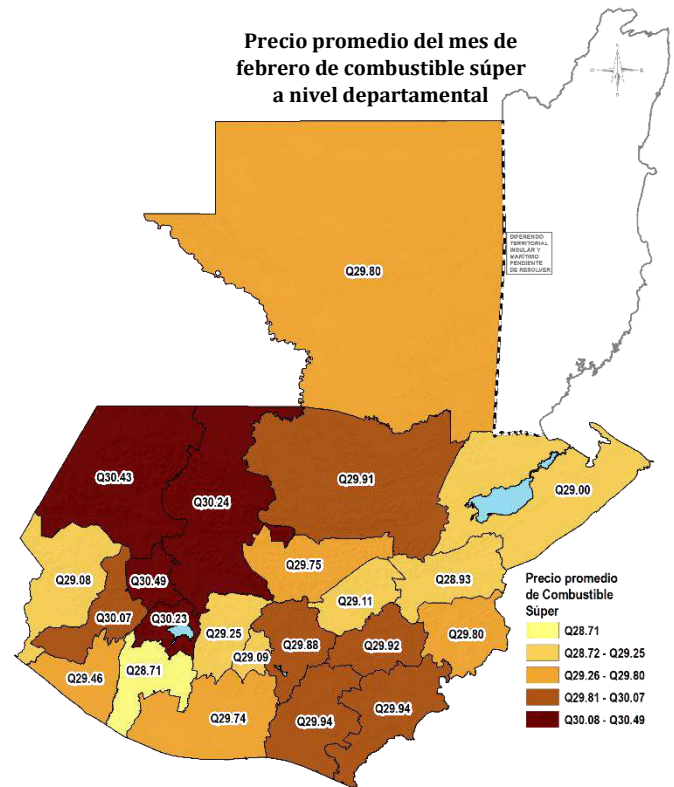 Precio promedio del mes de
febrero de combustible súper
a nivel departamental
N
S
DIFERENDO
TERRITORIAL
INSULAR Y
MARÍTIMO
PENDIENTE
DE RESOLVER
Q29.80
Q30.43
Q30.24
Q29.91
Q29.00
Q29.08
Q30.49
Q29.75
Q28.93
Q30.07
Q30.23
Q29.25
Q29.11
Q29.09
Q29.88
Q29.92
Q29.80
Q29.46
Q28.71
Q29.74
Q29.94
Q29.94
Precio promedio
de Combustible
Súper
Q28.71
Q28.72 - Q29.25
Q29.26 - Q29.80
Q29.81 - Q30.07
Q30.08 - Q30.49